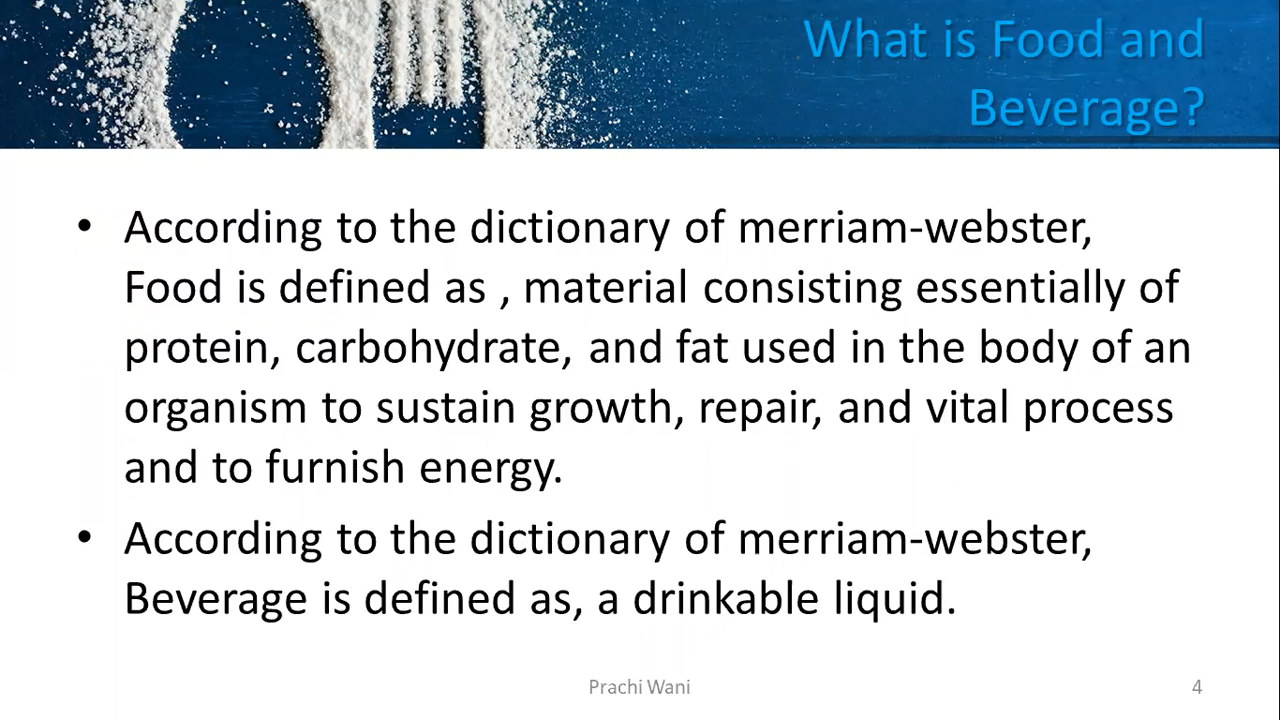 What is Food and
Beverage?
• According to the dictionary of merriam-webster,
Food is defined as , material consisting essentially of
protein, carbohydrate, and fat used in the body of an
organism to sustain growth, repair, and vital process
and to furnish energy.
• According to the dictionary of merriam-webster,
Beverage is defined as, a drinkable liquid.
Prachi Wani
4